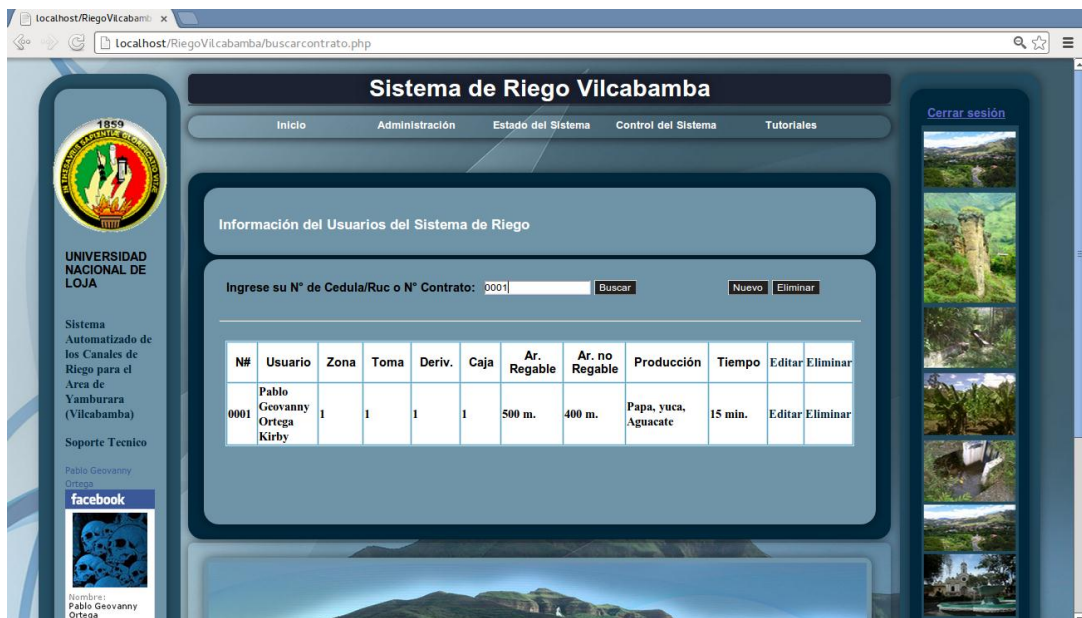 localhost/RiegoVilcabamb
localhost/RiegoVilcabamba/buscarcontrato.php
Sistema de Riego Vilcabamba
Inicio Administración Estado del Sistema Control del Sistema Tutoriales
Cerrar sesión
1859
UNIVERSIDAD
NACIONAL DE
LOJA
Sistema
Automatizado de
los Canales de
Riego para el
Area de
Yamburara
(Vilcabamba)
Soporte Tecnico
Pablo Geovanny
Ortega
facebook
Nombre:
Pablo Geovanny
Ortega
Información del Usuarios del Sistema de Riego
Ingrese su N° de Cedula/Ruc o N° Contrato: 0001 Buscar Nuevo Eliminar
N# Usuario Zona Toma Deriv. Caja Ar. Regable Ar. no Regable Producción Tiempo Editar Eliminar
0001 Pablo Geovanny Ortega Kirby 1 1 1 1 500 m. 400 m. Papa, yuca, Aguacate 15 min. Editar Eliminar